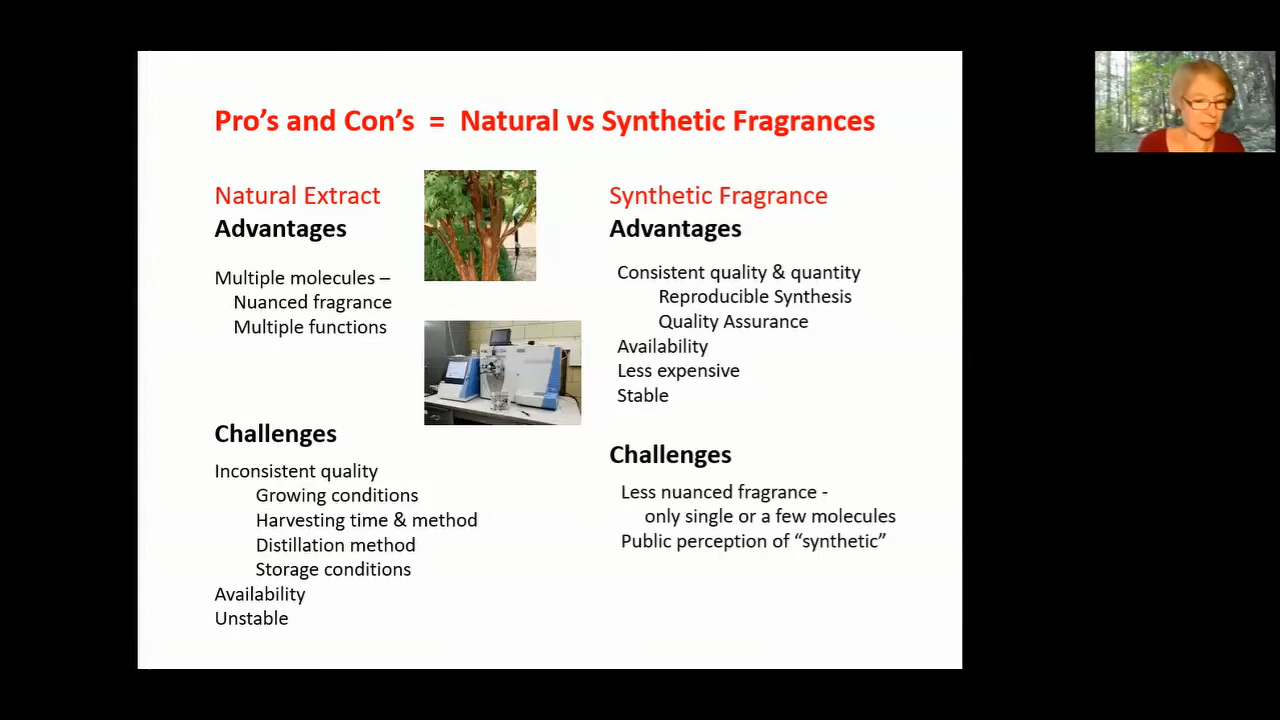 Pro’s and Con’s = Natural vs Synthetic Fragrances
Natural Extract
Advantages
Multiple molecules –
Nuanced fragrance
Multiple functions
Challenges
Inconsistent quality
Growing conditions
Harvesting time & method
Distillation method
Storage conditions
Availability
Unstable
Synthetic Fragrance
Advantages
Consistent quality & quantity
Reproducible Synthesis
Quality Assurance
Availability
Less expensive
Stable
Challenges
Less nuanced fragrance -
only single or a few molecules
Public perception of “synthetic”